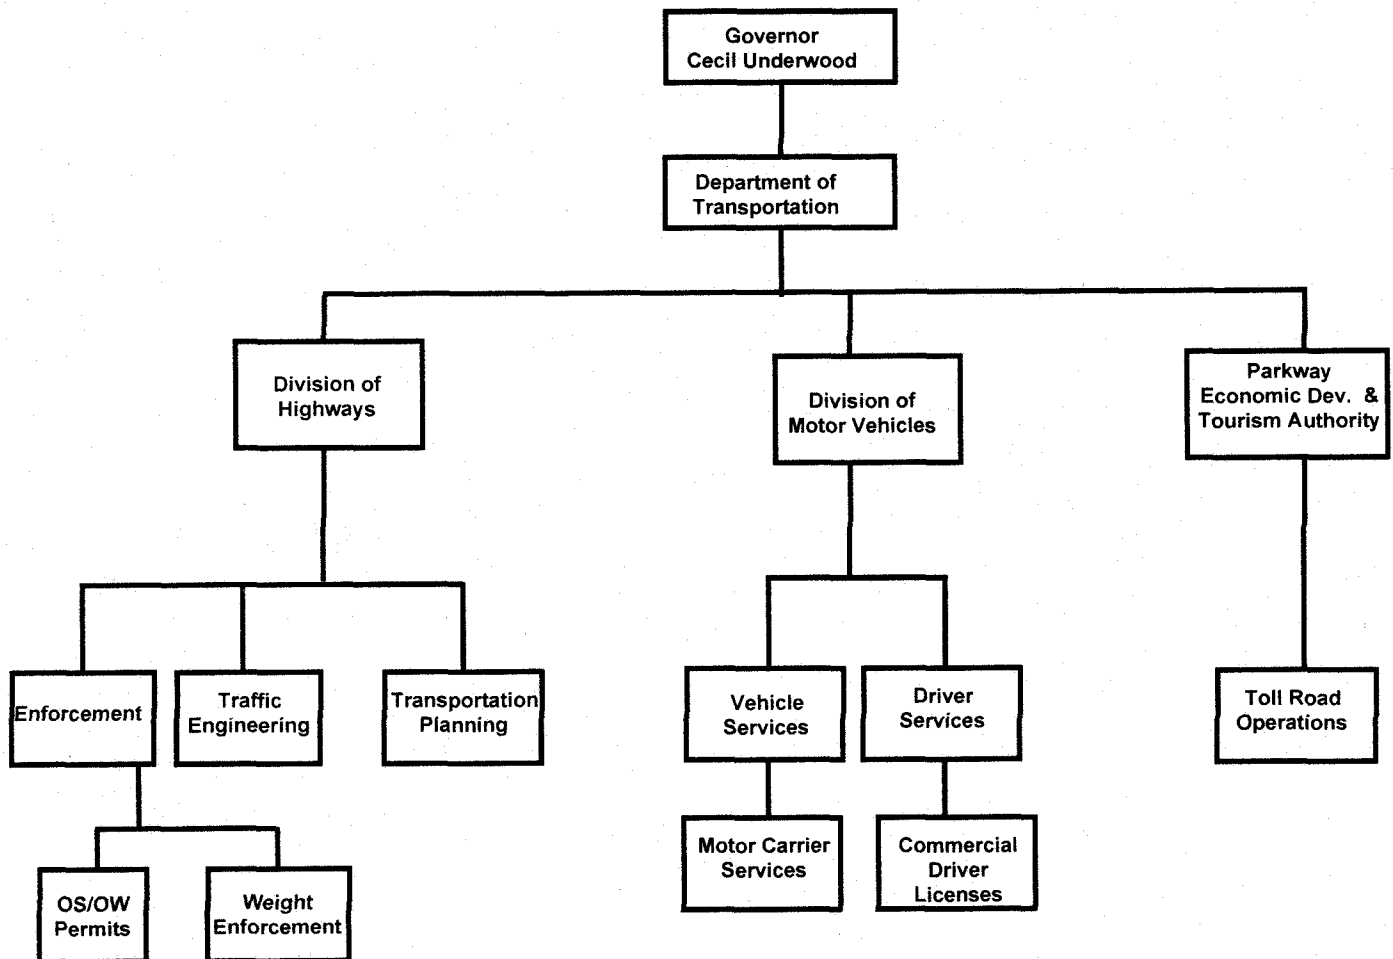 Governor
Cecil Underwood
Department of
Transportation
Division of
Highways
Division of
Motor Vehicles
Parkway
Economic Dev. &
Tourism Authority
Enforcement
Traffic
Engineering
Transportation
Planning
Vehicle
Services
Driver
Services
Toll Road
Operations
OS/OW
Permits
Weight
Enforcement
Motor Carrier
Services
Commercial
Driver
Licenses